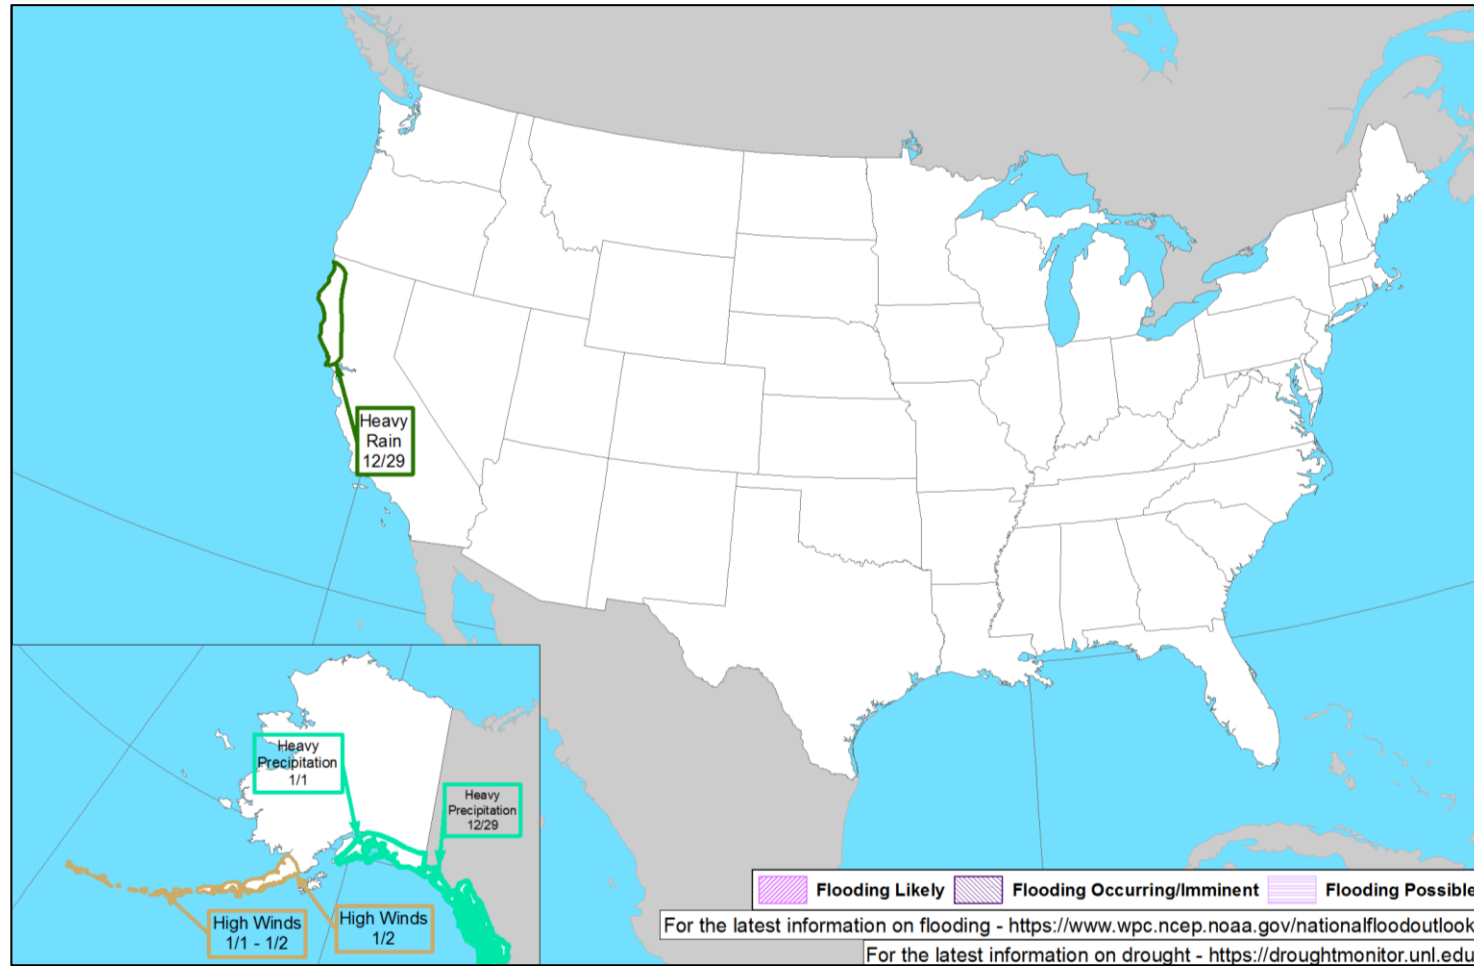 Heavy
Rain
12/29
Heavy
Precipitation
1/1
Heavy
Precipitation
12/29
High Winds
1/1 - 1/2
High Winds
1/2
Flooding Likely
Flooding Occurring/Imminent
Flooding Possible
For the latest information on flooding - https://www.wpc.ncep.noaa.gov/nationalfloodoutlook
For the latest information on drought - https://droughtmonitor.unl.edu